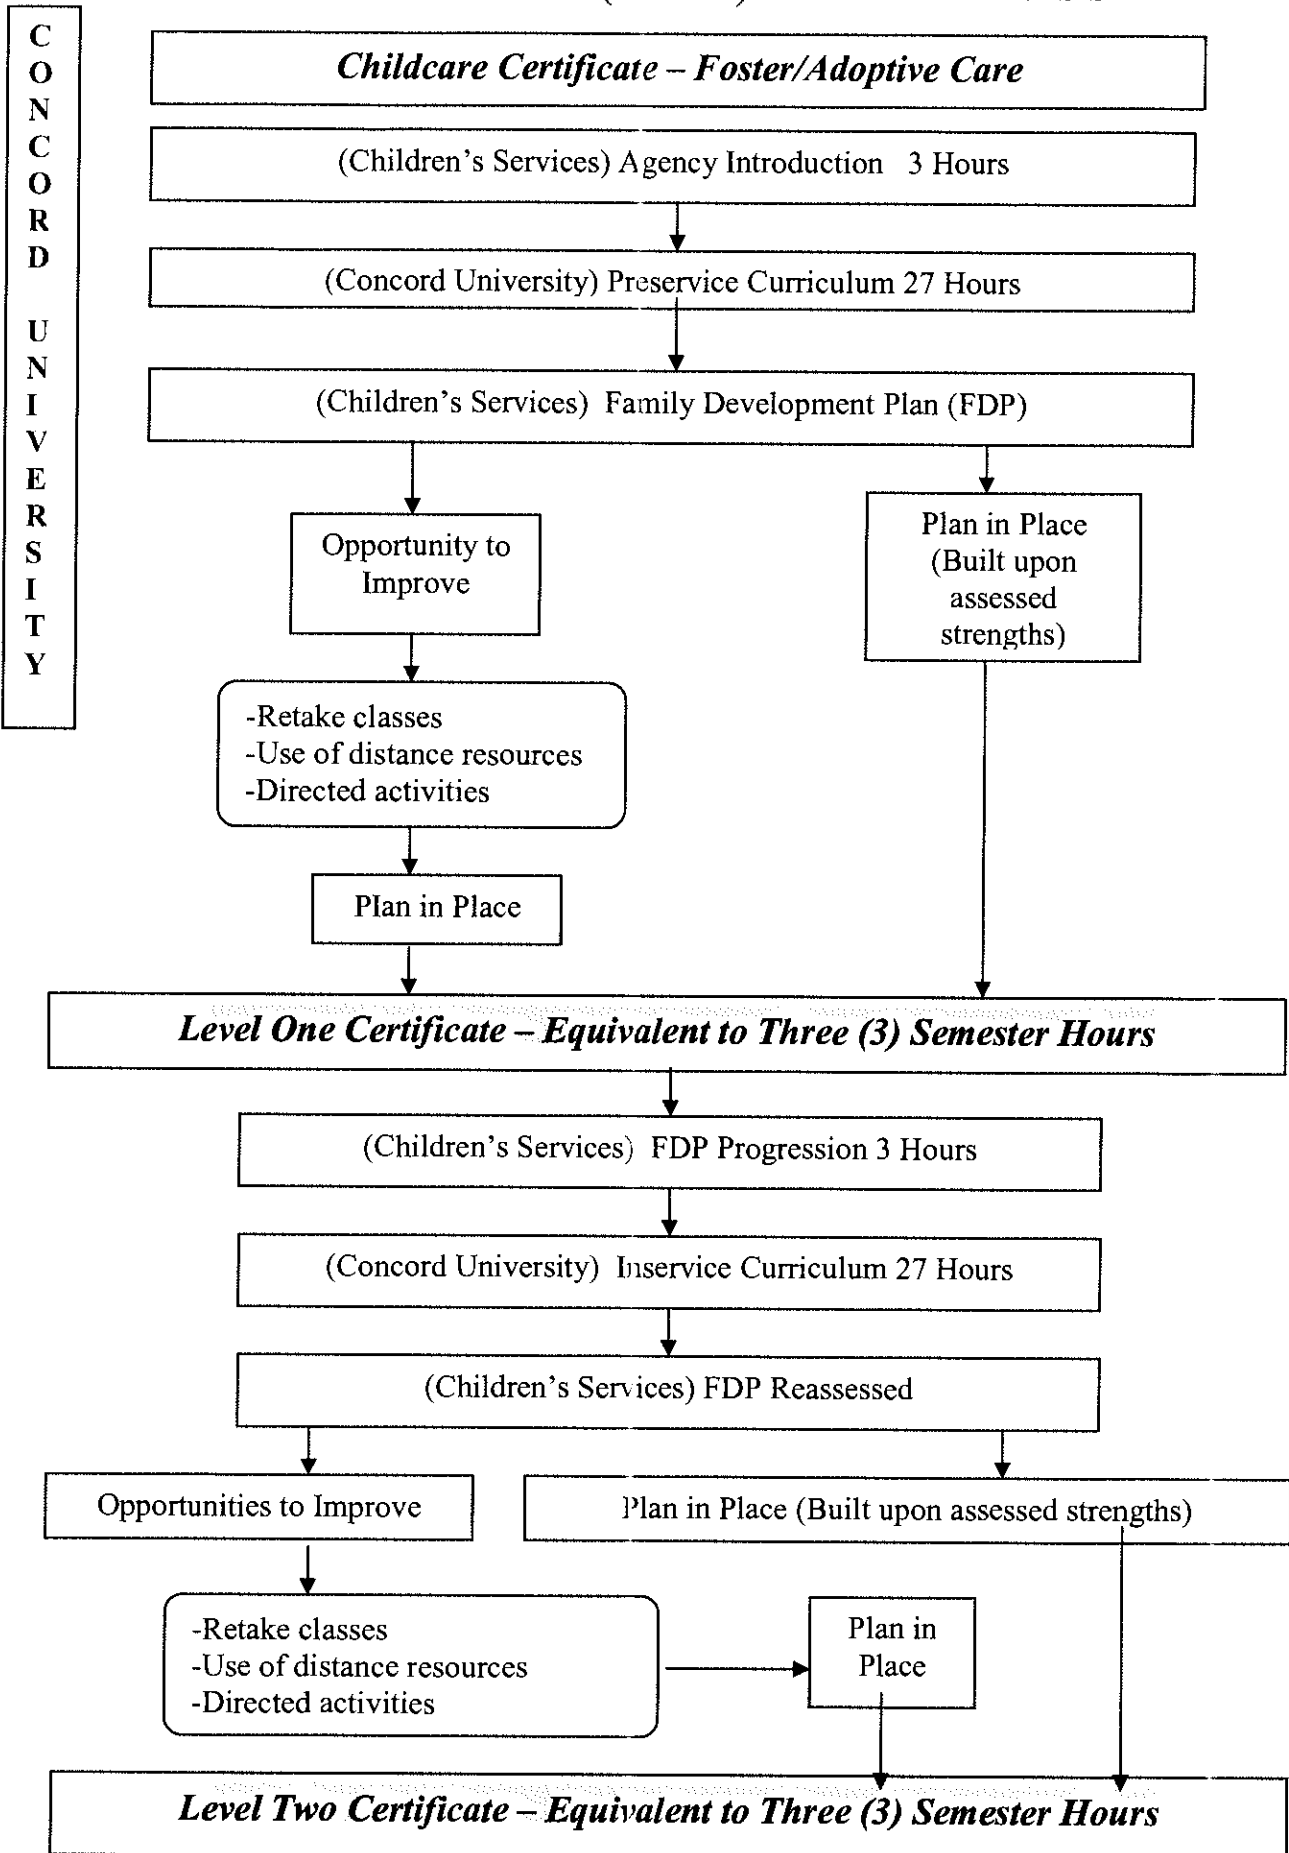 CONCORD UNIVERSITY
Childcare Certificate – Foster/Adoptive Care
(Children's Services) Agency Introduction 3 Hours
(Concord University) Preservice Curriculum 27 Hours
(Children's Services) Family Development Plan (FDP)
Opportunity to
Improve
Plan in Place
(Built upon
assessed
strengths)
-Retake classes
-Use of distance resources
-Directed activities
Plan in Place
Level One Certificate – Equivalent to Three (3) Semester Hours
(Children's Services) FDP Progression 3 Hours
(Concord University) Inservice Curriculum 27 Hours
(Children's Services) FDP Reassessed
Opportunities to Improve
Plan in Place (Built upon assessed strengths)
-Retake classes
-Use of distance resources
-Directed activities
Plan in
Place
Level Two Certificate – Equivalent to Three (3) Semester Hours